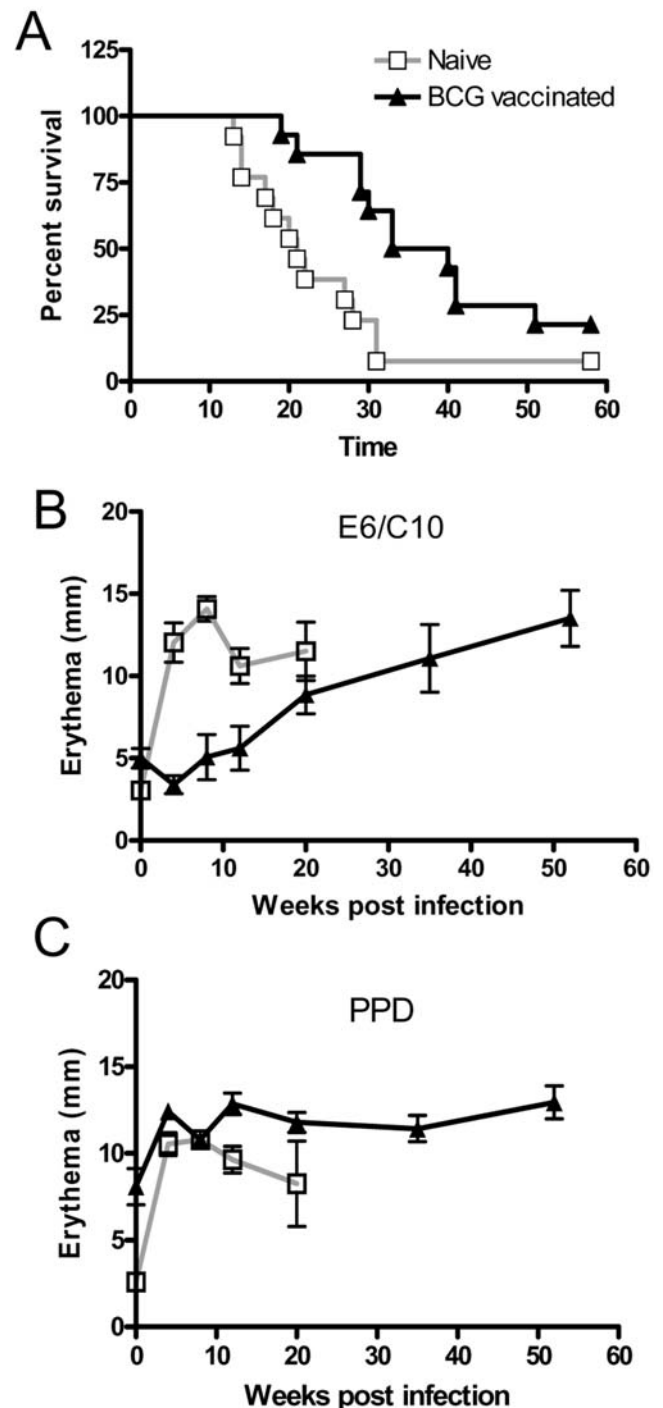 A
125
100
75
50
25
0
Percent survival
Naive
BCG vaccinated
0 10 20 30 40 50 60
Time
B
E6/C10
20
15
10
5
0
Erythema (mm)
0 10 20 30 40 50 60
Weeks post infection
C
PPD
20
15
10
5
0
Erythema (mm)
0 10 20 30 40 50 60
Weeks post infection